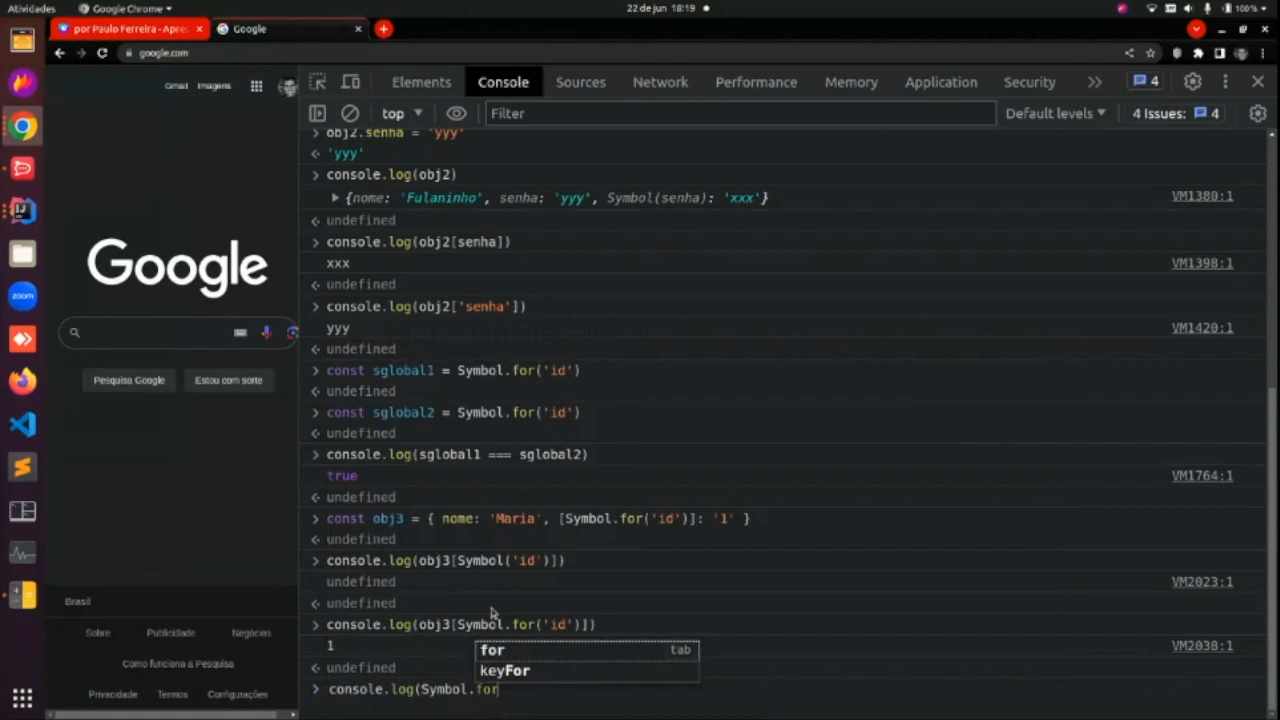 Atividades Google Chrome 22 de jun 18:19 100%
por Paulo Ferreira - Apre Google
google.com
Gmail Imagens
Elements Console Sources Network Performance Memory Application Security 4
top Filter Default levels 4 Issues: 4
obj2.senha = 'yyy'
'yyy'
console.log(obj2)
{nome: 'Fulaninho', senha: 'yyy', Symbol(senha): 'xxx'} VM1380:1
undefined
console.log(obj2[senha])
xxx VM1398:1
undefined
console.log(obj2['senha'])
yyy VM1420:1
undefined
const sglobal1 = Symbol.for('id')
undefined
const sglobal2 = Symbol.for('id')
undefined
console.log(sglobal1 === sglobal2)
true VM1764:1
undefined
const obj3 = { nome: 'Maria', [Symbol.for('id')]: '1' }
undefined
console.log(obj3[Symbol('id')])
undefined VM2023:1
undefined
console.log(obj3[Symbol.for('id')])
1 VM2038:1
undefined
console.log(Symbol.for
for tab
keyFor
Google
Pesquisa Google Estou com sorte
Brasil
Sobre Publicidade Negócios
Como funciona a Pesquisa
Privacidade Termos Configurações
zoom